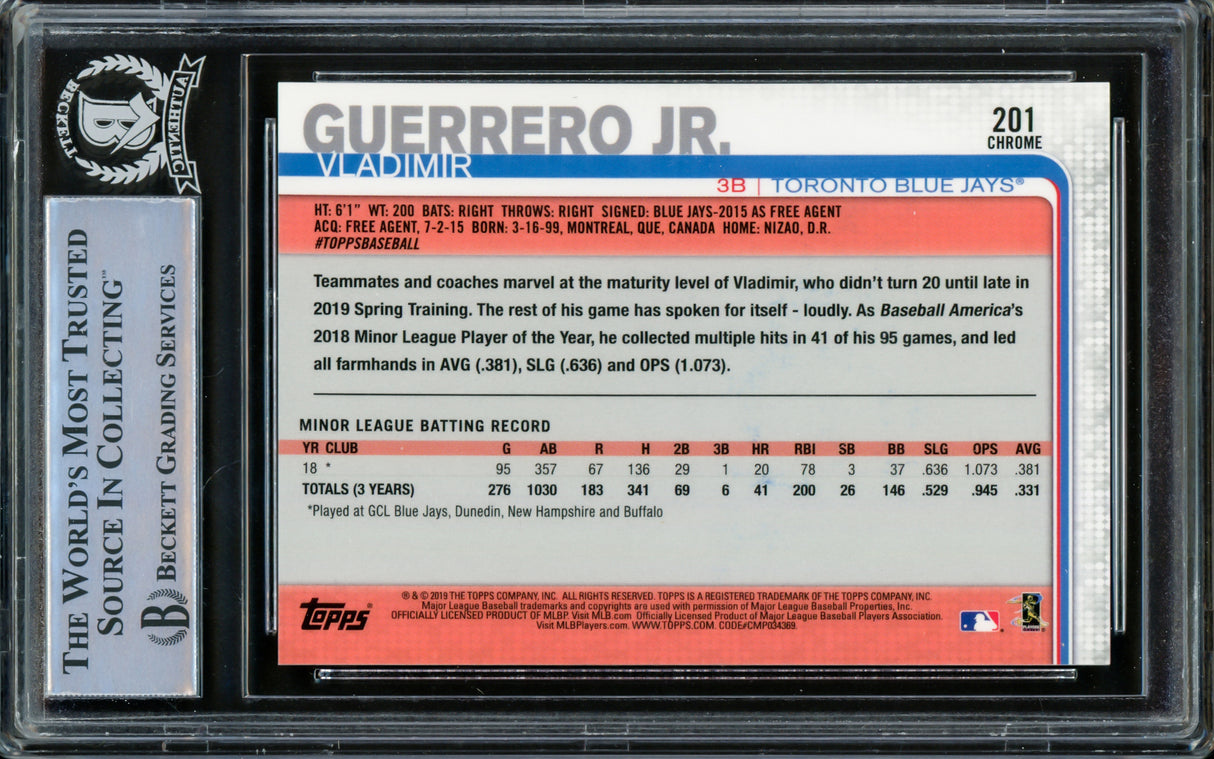 BECKETT AUTHENTIC
B
THE WORLD'S MOST TRUSTED
SOURCE IN COLLECTING™
B BECKETT GRADING SERVICES
GUERRERO JR.
VLADIMIR
201
CHROME
3B | TORONTO BLUE JAYS®
HT: 6'1" WT: 200 BATS: RIGHT THROWS: RIGHT SIGNED: BLUE JAYS-2015 AS FREE AGENT
ACQ: FREE AGENT, 7-2-15 BORN: 3-16-99, MONTREAL, QUE, CANADA HOME: NIZAO, D.R.
#TOPPSBASEBALL
Teammates and coaches marvel at the maturity level of Vladimir, who didn't turn 20 until late in
2019 Spring Training. The rest of his game has spoken for itself - loudly. As Baseball America's
2018 Minor League Player of the Year, he collected multiple hits in 41 of his 95 games, and led
all farmhands in AVG (.381), SLG (.636) and OPS (1.073).
MINOR LEAGUE BATTING RECORD
YR CLUB G AB R H 2B 3B HR RBI SB BB SLG OPS AVG
18 * 95 357 67 136 29 1 20 78 3 37 .636 1.073 .381
TOTALS (3 YEARS) 276 1030 183 341 69 6 41 200 26 146 .529 .945 .331
*Played at GCL Blue Jays, Dunedin, New Hampshire and Buffalo
topps®
® & © 2019 THE TOPPS COMPANY, INC. ALL RIGHTS RESERVED. TOPPS IS A REGISTERED TRADEMARK OF THE TOPPS COMPANY, INC.
Major League Baseball trademarks and copyrights are used with permission of Major League Baseball Properties, Inc.
OFFICIALLY LICENSED PRODUCT OF MLBP. Visit MLB.com Officially Licensed Product of Major League Baseball Players Association.
Visit MLBPlayers.com. WWW.TOPPS.COM. CODE#CMP034369.